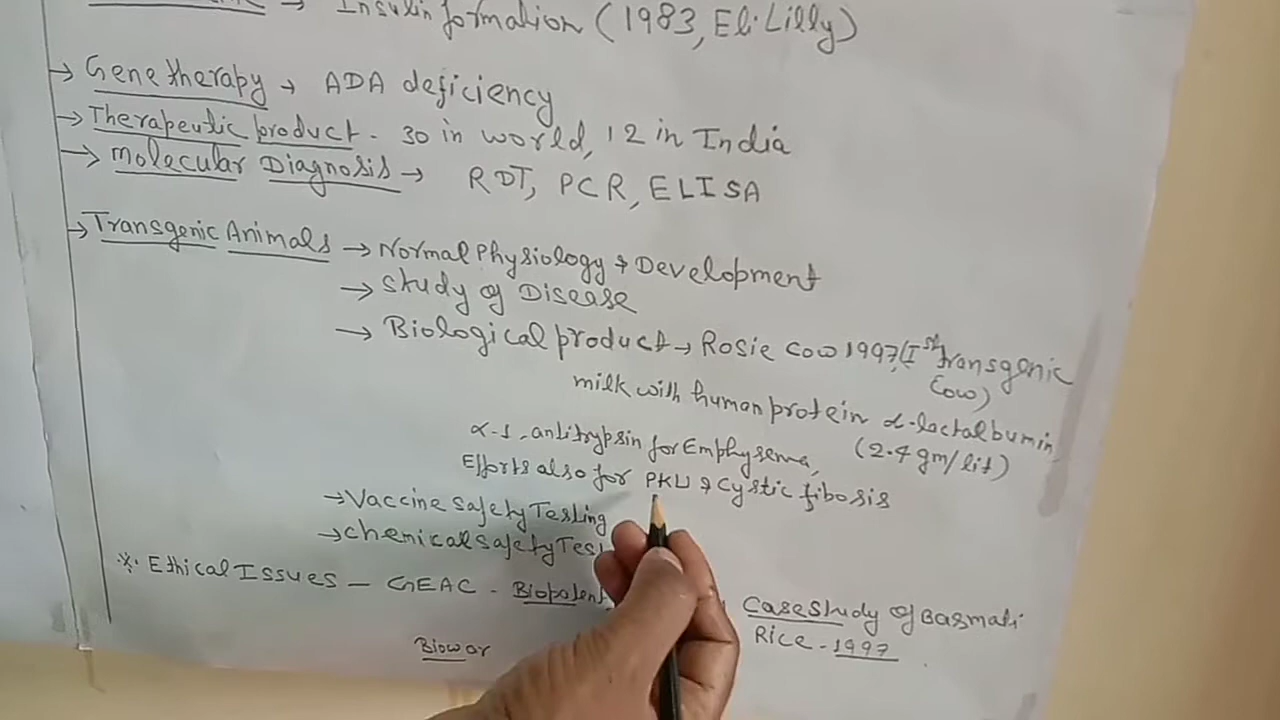 → Insulin formation (1983, Eli Lilly)
→ Gene therapy → ADA deficiency
→ Therapeutic product - 30 in world, 12 in India
→ Molecular Diagnosis → RDT, PCR, ELISA
→ Transgenic Animals → Normal Physiology & Development
→ Study of Disease
→ Biological product → Rosie Cow 1997, (Ist transgenic Cow)
milk with human protein α-lactalbumin (2.4 gm/lit)
α-1, antitrypsin for Emphysema,
Efforts also for PKU & Cystic fibosis
→ Vaccine Safety Testing
→ Chemical safety Test
* Ethical Issues — GEAC - Biopatent
Case Study of Basmati Rice - 1997
Biowar